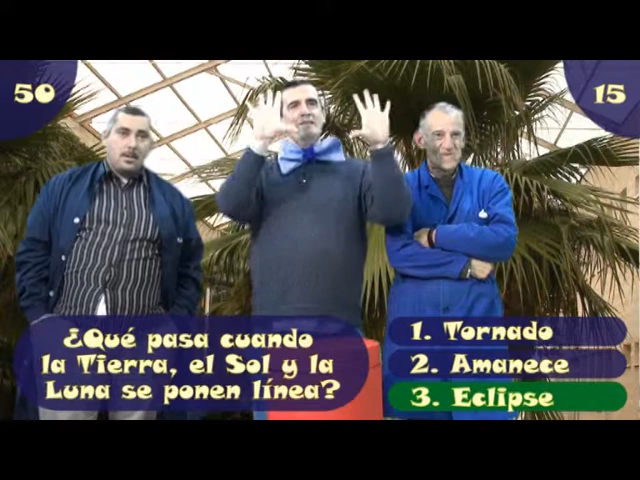 50
15
¿Qué pasa cuando
la Tierra, el Sol y la
Luna se ponen línea?
1. Tornado
2. Amanece
3. Eclipse